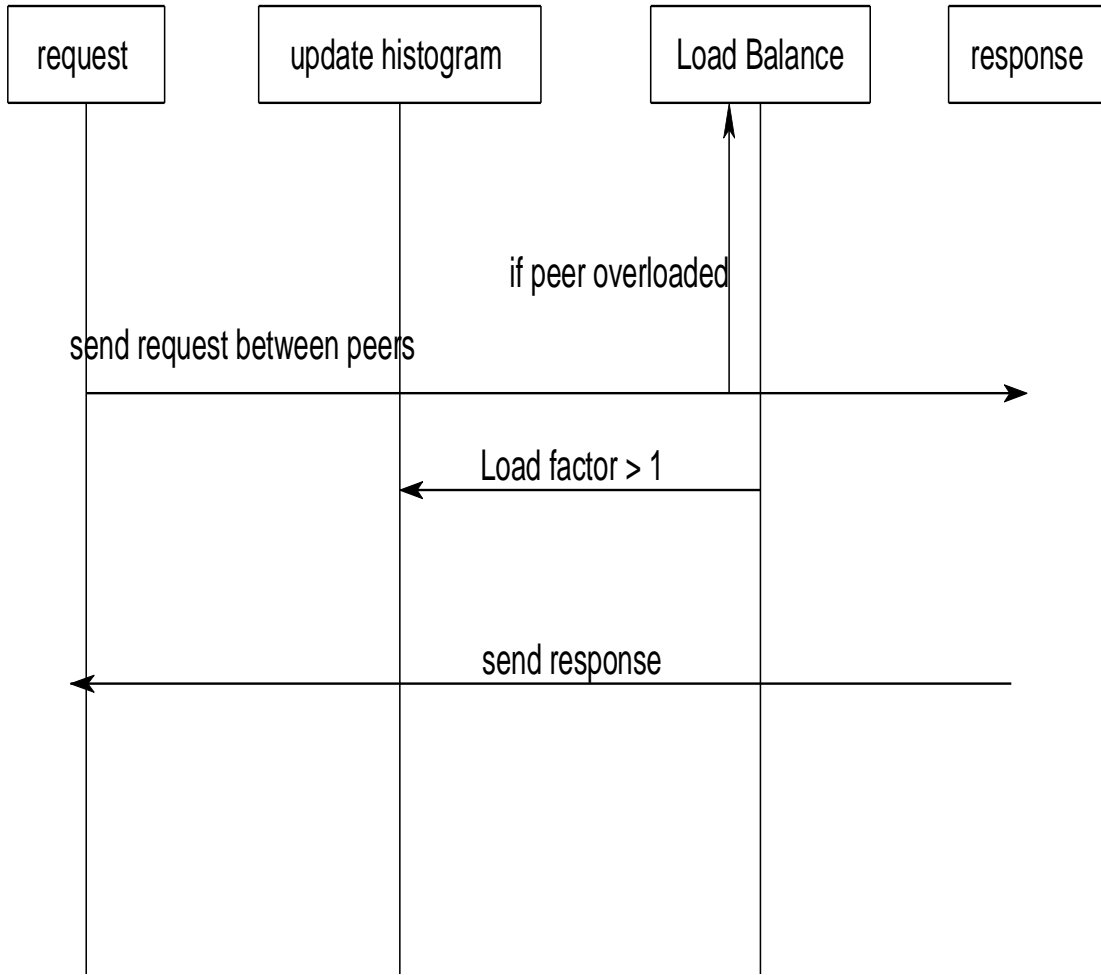 request
update histogram
Load Balance
response
if peer overloaded
send request between peers
Load factor > 1
send response